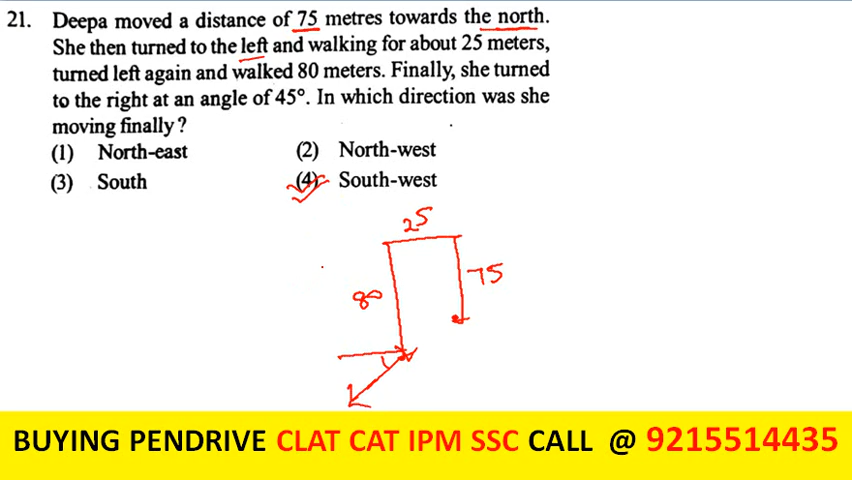 21. Deepa moved a distance of 75 metres towards the north.
She then turned to the left and walking for about 25 meters,
turned left again and walked 80 meters. Finally, she turned
to the right at an angle of 45°. In which direction was she
moving finally?
(1) North-east (2) North-west
(3) South (4) South-west
25
75
80
BUYING PENDRIVE CLAT CAT IPM SSC CALL @ 9215514435